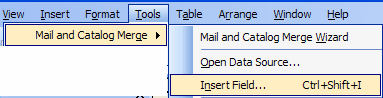 View Insert Format Tools Table Arrange Window Help
Mail and Catalog Merge Mail and Catalog Merge Wizard
Open Data Source...
Insert Field... Ctrl+Shift+I